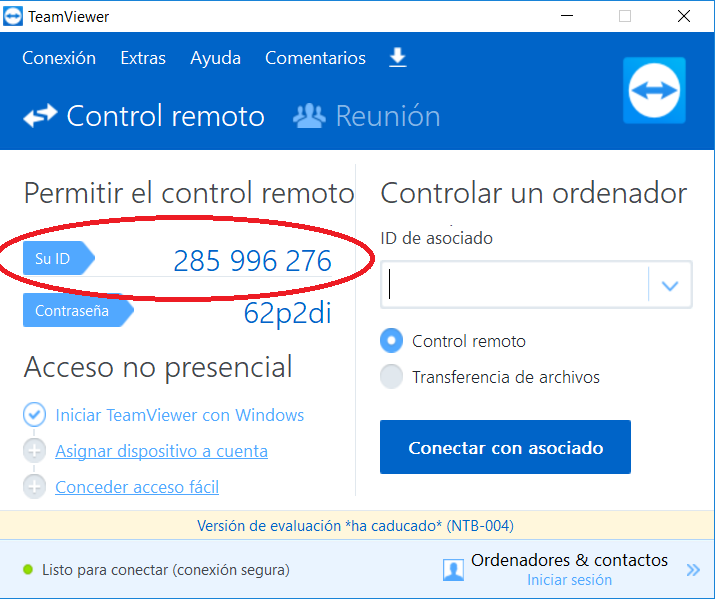 TeamViewer
Conexión Extras Ayuda Comentarios
Control remoto Reunión
Permitir el control remoto
Su ID 285 996 276
Contraseña 62p2di
Acceso no presencial
Iniciar TeamViewer con Windows
Asignar dispositivo a cuenta
Conceder acceso fácil
Controlar un ordenador
ID de asociado
Control remoto
Transferencia de archivos
Conectar con asociado
Versión de evaluación *ha caducado* (NTB-004)
Listo para conectar (conexión segura)
Ordenadores & contactos
Iniciar sesión